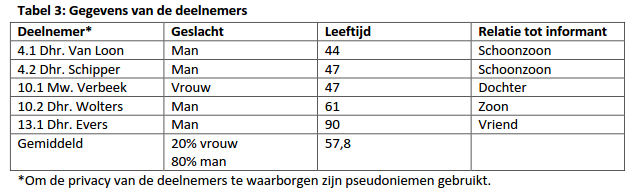 Tabel 3: Gegevens van de deelnemers
Deelnemer* Geslacht Leeftijd Relatie tot informant
4.1 Dhr. Van Loon Man 44 Schoonzoon
4.2 Dhr. Schipper Man 47 Schoonzoon
10.1 Mw. Verbeek Vrouw 47 Dochter
10.2 Dhr. Wolters Man 61 Zoon
13.1 Dhr. Evers Man 90 Vriend
Gemiddeld 20% vrouw 57,8
80% man
*Om de privacy van de deelnemers te waarborgen zijn pseudoniemen gebruikt.